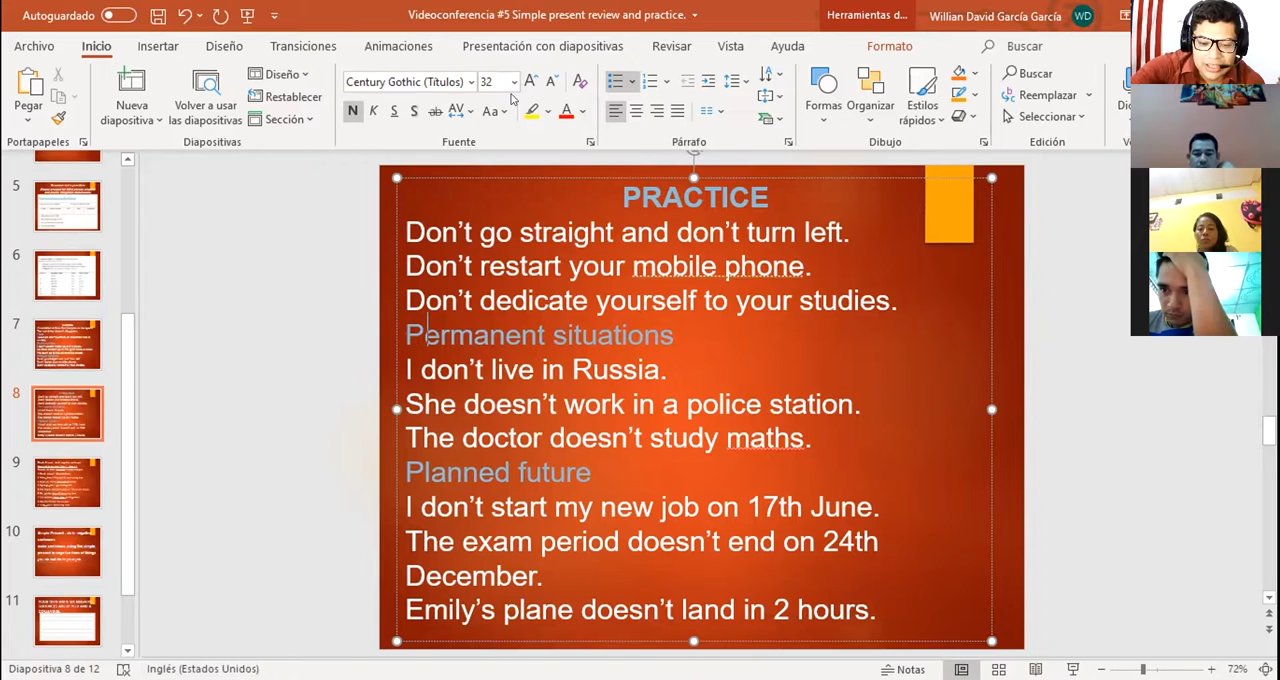 Autoguardado
Videoconferencia #5 Simple present review and practice.
Herramientas d...
Willian David García García
WD
Archivo Inicio Insertar Diseño Transiciones Animaciones Presentación con diapositivas Revisar Vista Ayuda Formato Buscar
Pegar
Nueva diapositiva
Volver a usar las diapositivas
Diseño
Restablecer
Sección
Century Gothic (Títulos) 32
N K S S ab AV Aa A
Formas
Organizar
Estilos rápidos
Buscar
Reemplazar
Seleccionar
Portapapeles Diapositivas Fuente Párrafo Dibujo Edición
5
6
7
8
9
10
11
PRACTICE
Don't go straight and don't turn left.
Don't restart your mobile phone.
Don't dedicate yourself to your studies.
Permanent situations
I don't live in Russia.
She doesn't work in a police station.
The doctor doesn't study maths.
Planned future
I don't start my new job on 17th June.
The exam period doesn't end on 24th
December.
Emily's plane doesn't land in 2 hours.
Diapositiva 8 de 12 Inglés (Estados Unidos) Notas 72%